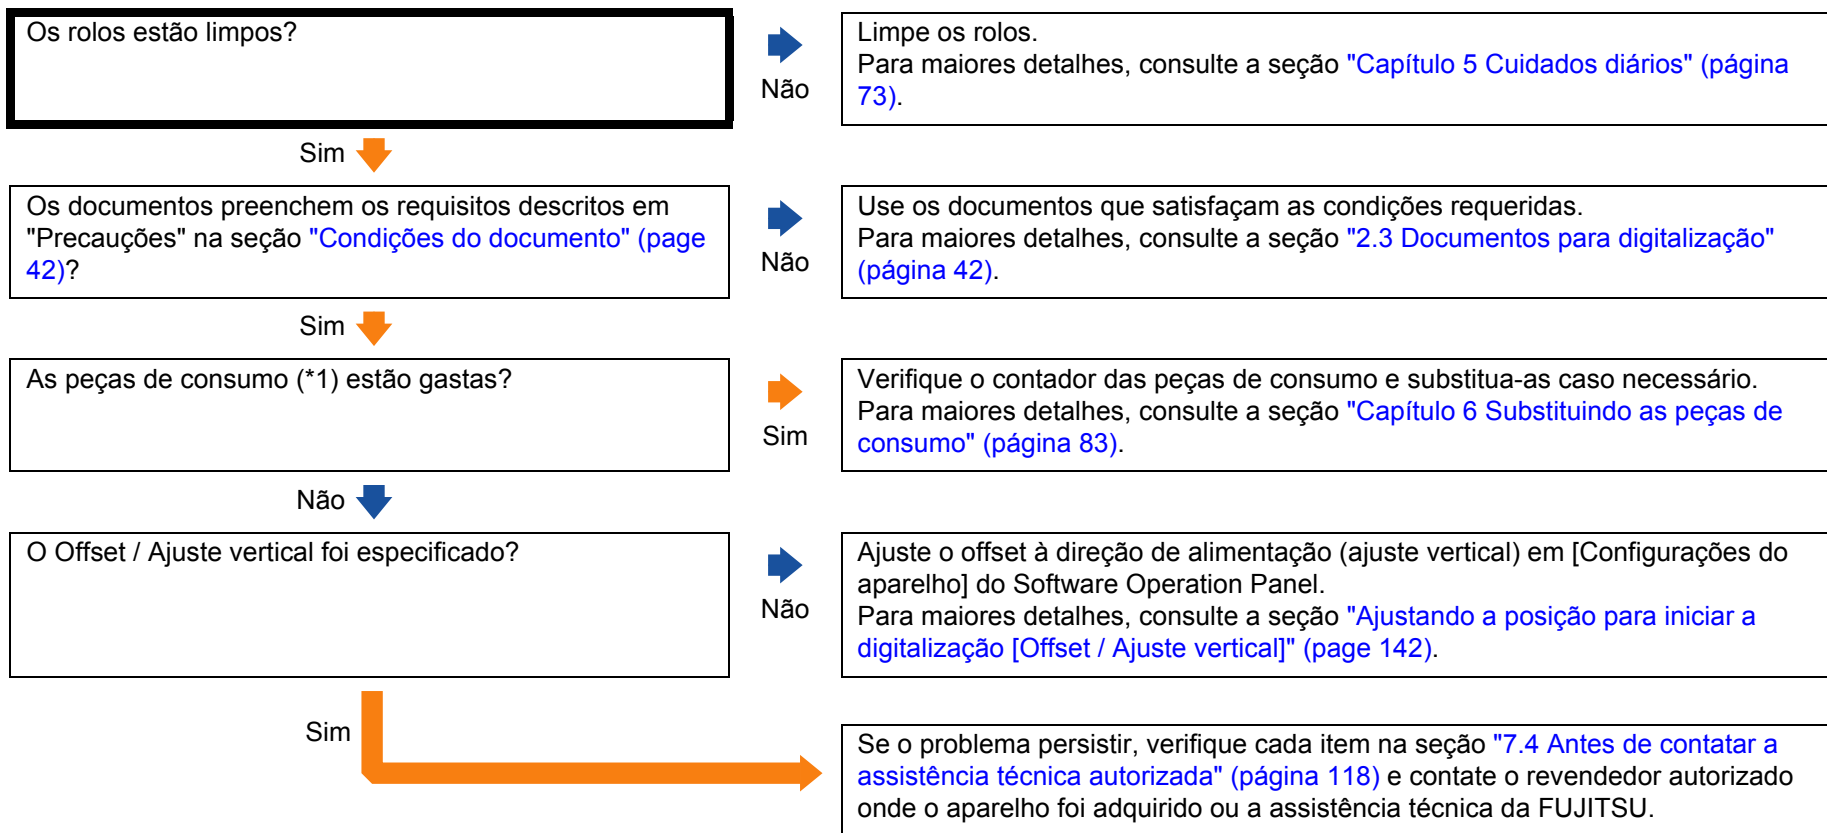 Os rolos estão limpos?
Não
Limpe os rolos.
Para maiores detalhes, consulte a seção "Capítulo 5 Cuidados diários" (página
73).
Sim
Os documentos preenchem os requisitos descritos em
"Precauções" na seção "Condições do documento" (page
42)?
Não
Use os documentos que satisfaçam as condições requeridas.
Para maiores detalhes, consulte a seção "2.3 Documentos para digitalização"
(página 42).
Sim
As peças de consumo (*1) estão gastas?
Sim
Verifique o contador das peças de consumo e substitua-as caso necessário.
Para maiores detalhes, consulte a seção "Capítulo 6 Substituindo as peças de
consumo" (página 83).
Não
O Offset / Ajuste vertical foi especificado?
Não
Ajuste o offset à direção de alimentação (ajuste vertical) em [Configurações do
aparelho] do Software Operation Panel.
Para maiores detalhes, consulte a seção "Ajustando a posição para iniciar a
digitalização [Offset / Ajuste vertical]" (page 142).
Sim
Se o problema persistir, verifique cada item na seção "7.4 Antes de contatar a
assistência técnica autorizada" (página 118) e contate o revendedor autorizado
onde o aparelho foi adquirido ou a assistência técnica da FUJITSU.